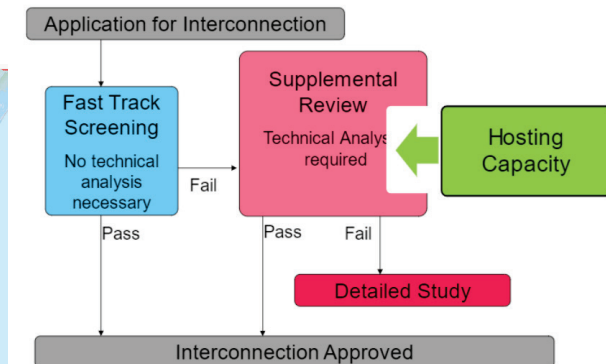 Application for Interconnection
Fast Track
Screening
No technical
analysis
necessary
Supplemental
Review
Technical
required
Hosting
Capacity
Fail
Pass
Pass
Fail
Detailed Study
Interconnection Approved